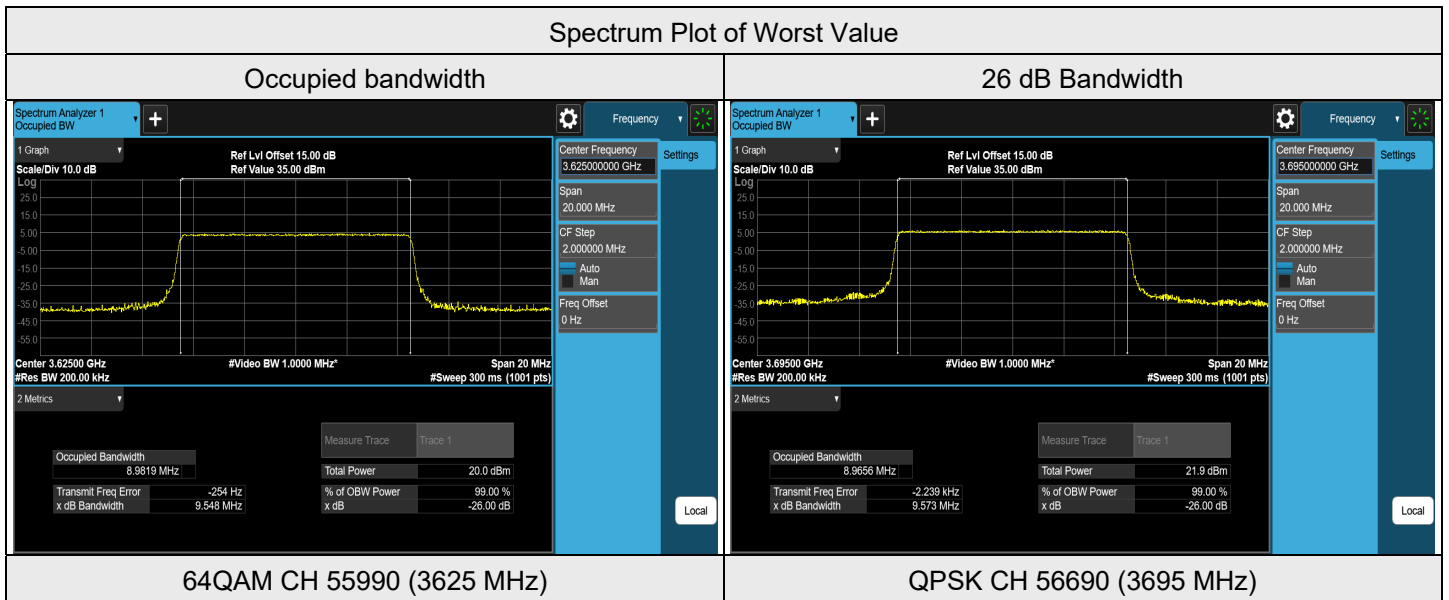 Spectrum Plot of Worst Value
Occupied bandwidth
26 dB Bandwidth
Spectrum Analyzer 1
Occupied BW
+
Frequency
1 Graph
Scale/Div 10.0 dB
Ref Lvl Offset 15.00 dB
Ref Value 35.00 dBm
Log
25.0
15.0
5.00
-5.00
-15.0
-25.0
-35.0
-45.0
-55.0
Center 3.62500 GHz
#Video BW 1.0000 MHz*
Span 20 MHz
#Res BW 200.00 kHz
#Sweep 300 ms (1001 pts)
2 Metrics
Measure Trace Trace 1
Occupied Bandwidth
8.9819 MHz
Total Power 20.0 dBm
Transmit Freq Error -254 Hz
% of OBW Power 99.00 %
x dB Bandwidth 9.548 MHz
x dB -26.00 dB
Center Frequency
3.625000000 GHz
Settings
Span
20.000 MHz
CF Step
2.000000 MHz
Auto
Man
Freq Offset
0 Hz
Local
Spectrum Analyzer 1
Occupied BW
+
Frequency
1 Graph
Scale/Div 10.0 dB
Ref Lvl Offset 15.00 dB
Ref Value 35.00 dBm
Log
25.0
15.0
5.00
-5.00
-15.0
-25.0
-35.0
-45.0
-55.0
Center 3.69500 GHz
#Video BW 1.0000 MHz*
Span 20 MHz
#Res BW 200.00 kHz
#Sweep 300 ms (1001 pts)
2 Metrics
Measure Trace Trace 1
Occupied Bandwidth
8.9656 MHz
Total Power 21.9 dBm
Transmit Freq Error -2.239 kHz
% of OBW Power 99.00 %
x dB Bandwidth 9.573 MHz
x dB -26.00 dB
Center Frequency
3.695000000 GHz
Settings
Span
20.000 MHz
CF Step
2.000000 MHz
Auto
Man
Freq Offset
0 Hz
Local
64QAM CH 55990 (3625 MHz)
QPSK CH 56690 (3695 MHz)